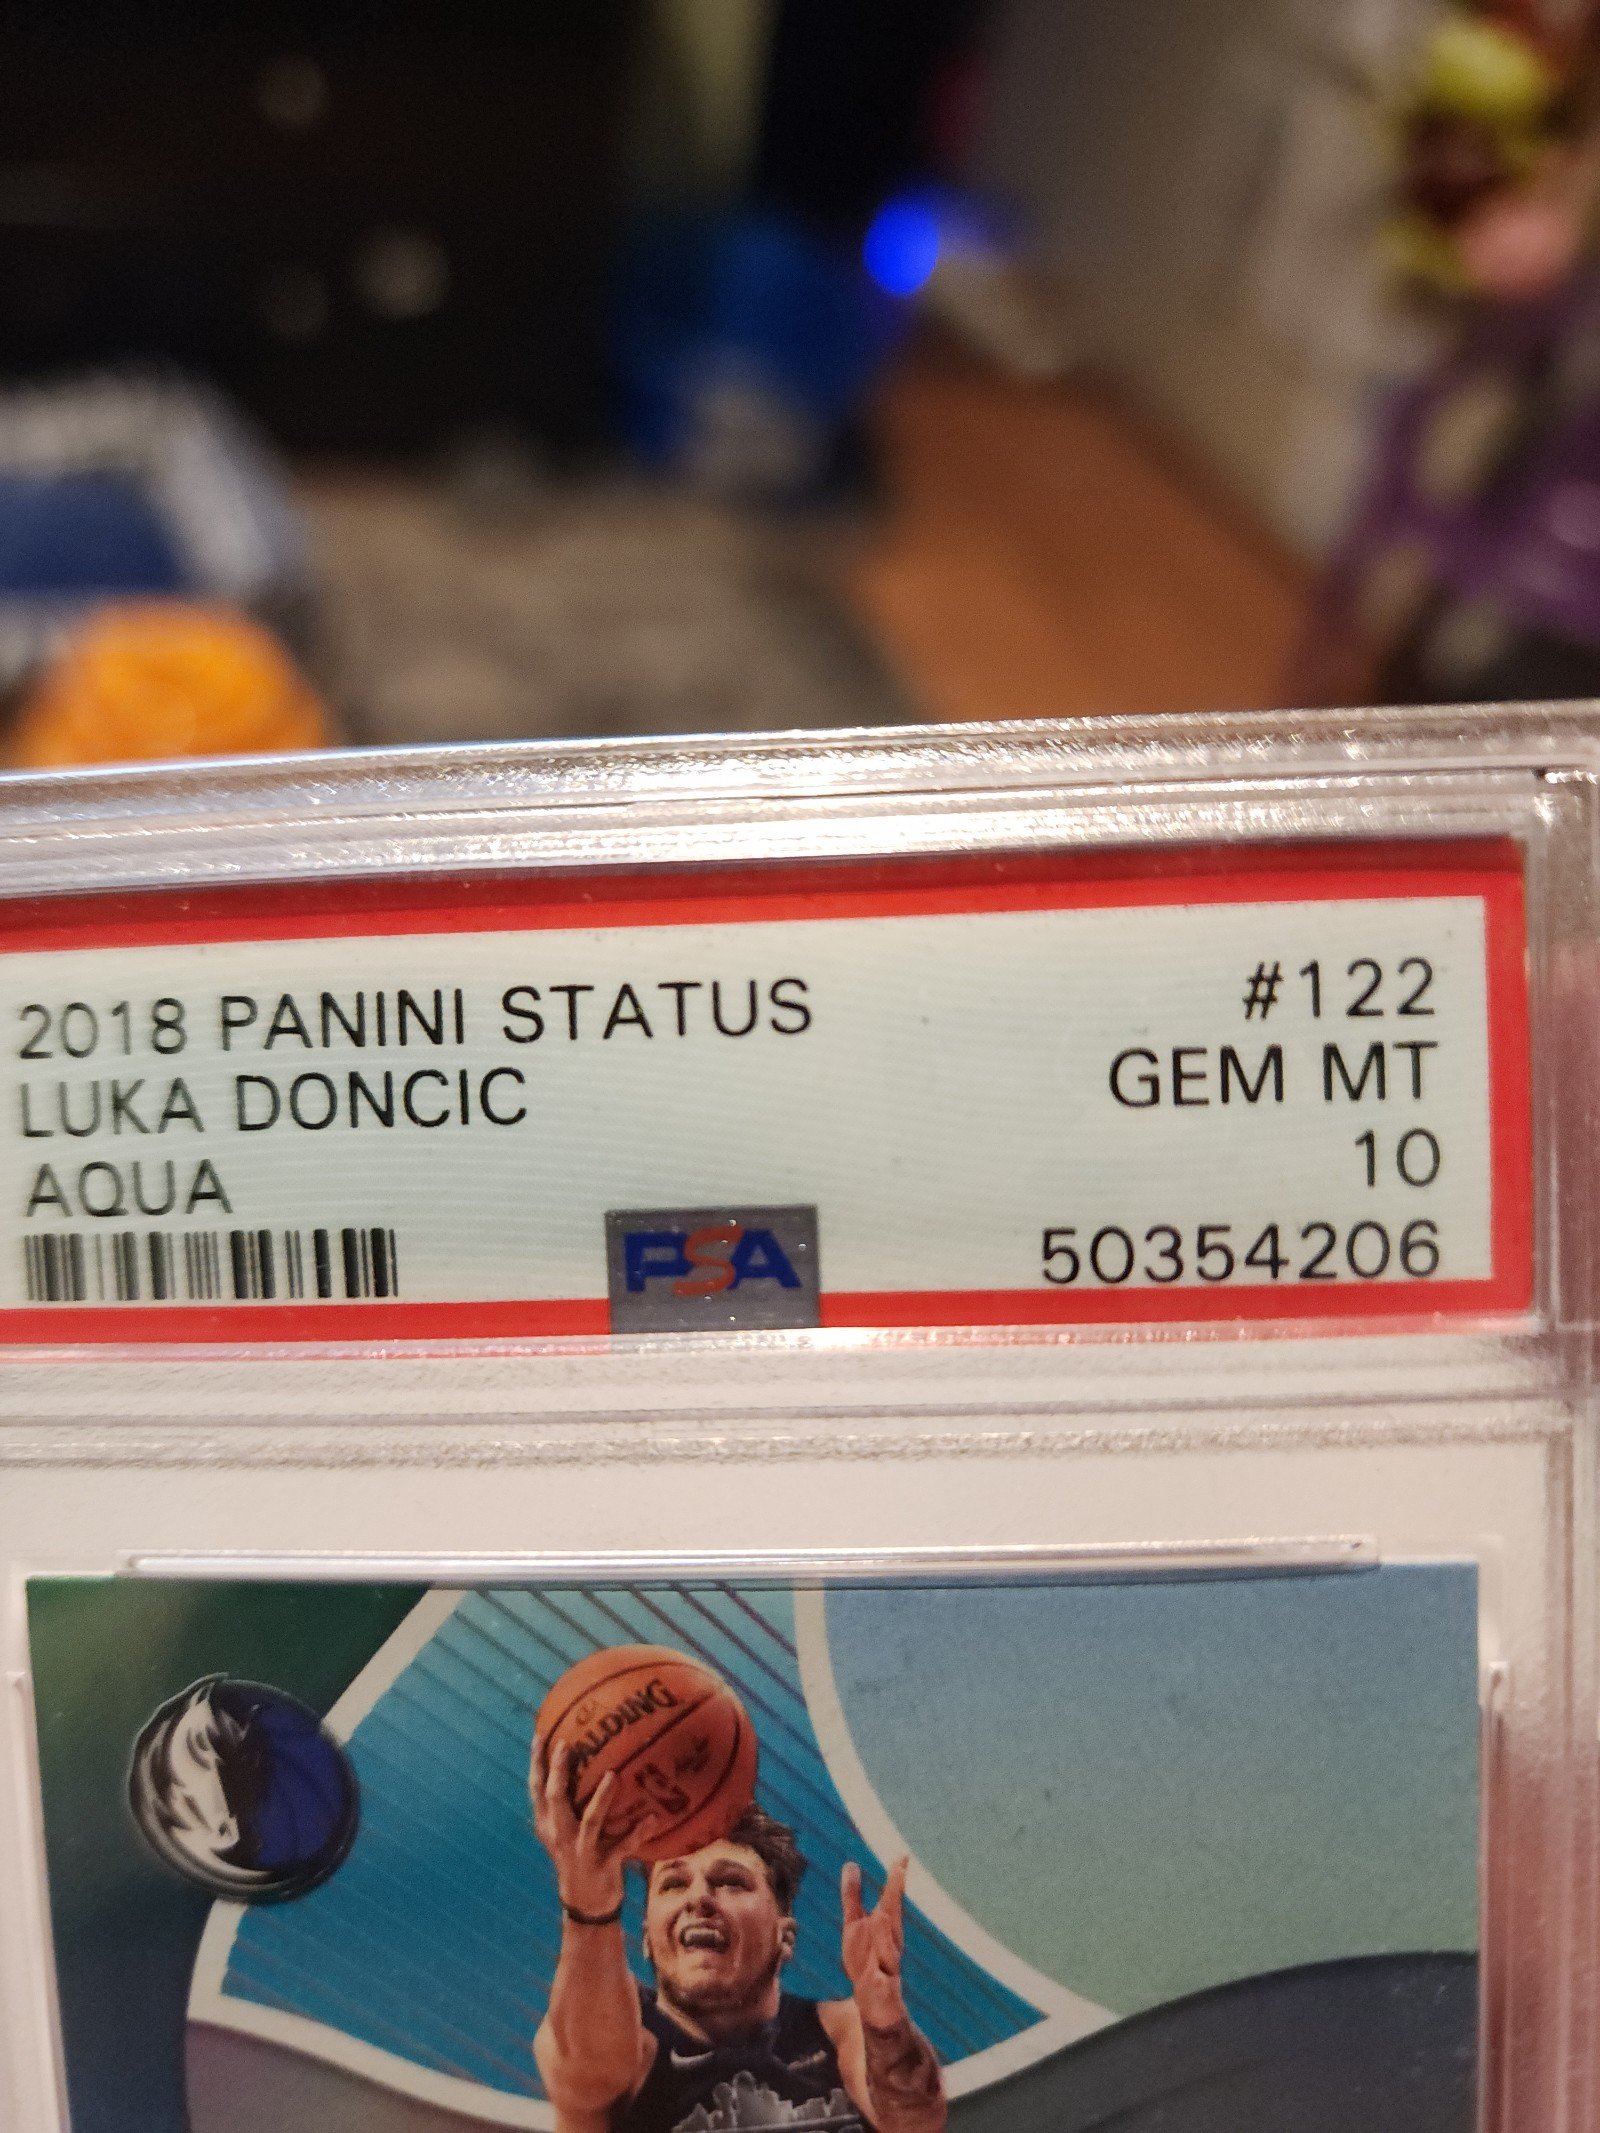 2018 PANINI STATUS
#122
LUKA DONCIC
GEM MT
AQUA
10
PSA
50354206
SPALDING